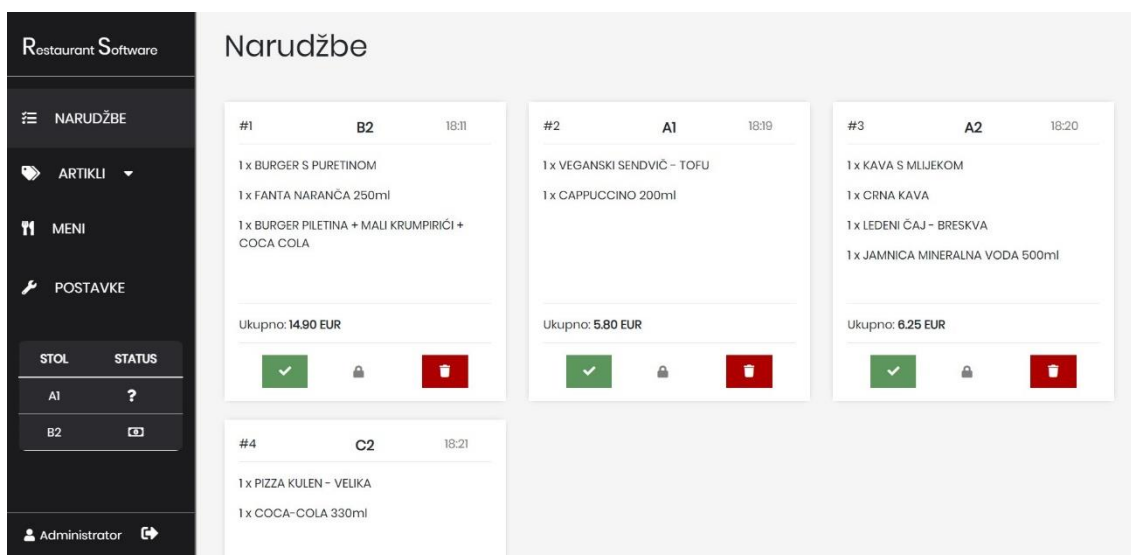 Restaurant Software
NARUDŽBE
ARTIKLI
MENI
POSTAVKE
STOL STATUS
A1 ?
B2
Administrator
Narudžbe
#1 B2 18:11
1 x BURGER S PURETINOM
1 x FANTA NARANČA 250ml
1 x BURGER PILETINA + MALI KRUMPIRIĆI +
COCA COLA
Ukupno: 14.90 EUR
#2 A1 18:19
1 x VEGANSKI SENDVIČ - TOFU
1 x CAPPUCCINO 200ml
Ukupno: 5.80 EUR
#3 A2 18:20
1 x KAVA S MLIJEKOM
1 x CRNA KAVA
1 x LEDENI ČAJ - BRESKVA
1 x JAMNICA MINERALNA VODA 500ml
Ukupno: 6.25 EUR
#4 C2 18:21
1 x PIZZA KULEN - VELIKA
1 x COCA-COLA 330ml